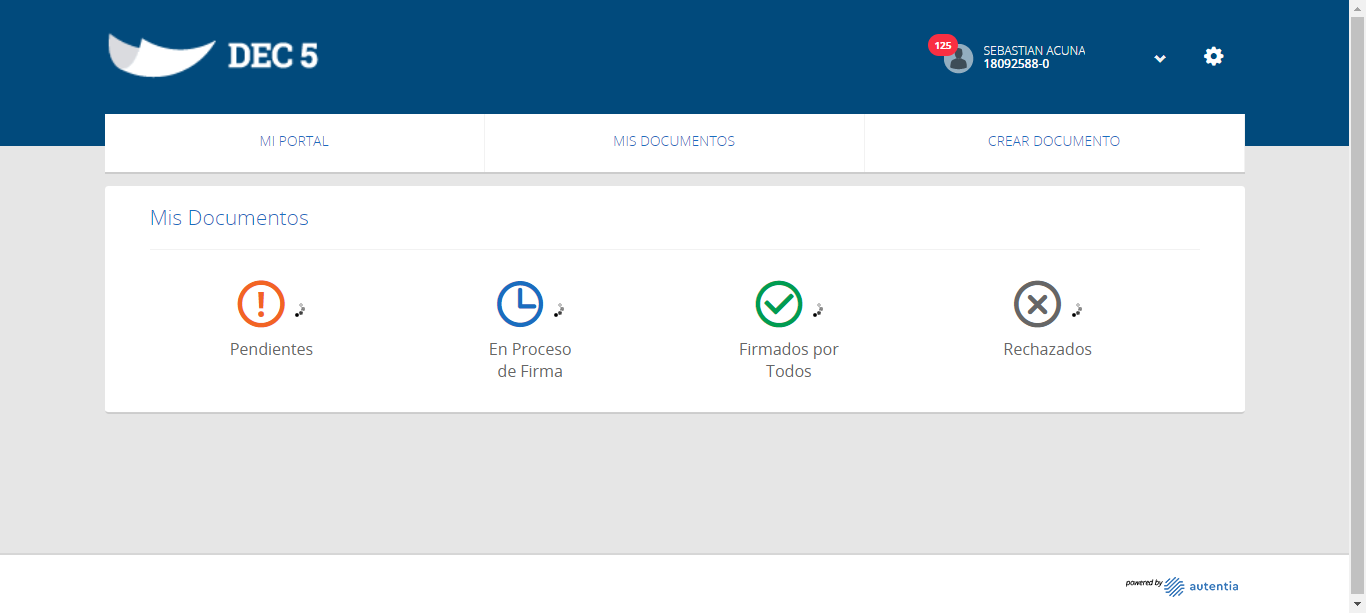 DEC 5
125
SEBASTIAN ACUNA
18092588-0
MI PORTAL
MIS DOCUMENTOS
CREAR DOCUMENTO
Mis Documentos
Pendientes
En Proceso
de Firma
Firmados por
Todos
Rechazados
powered by
autentia